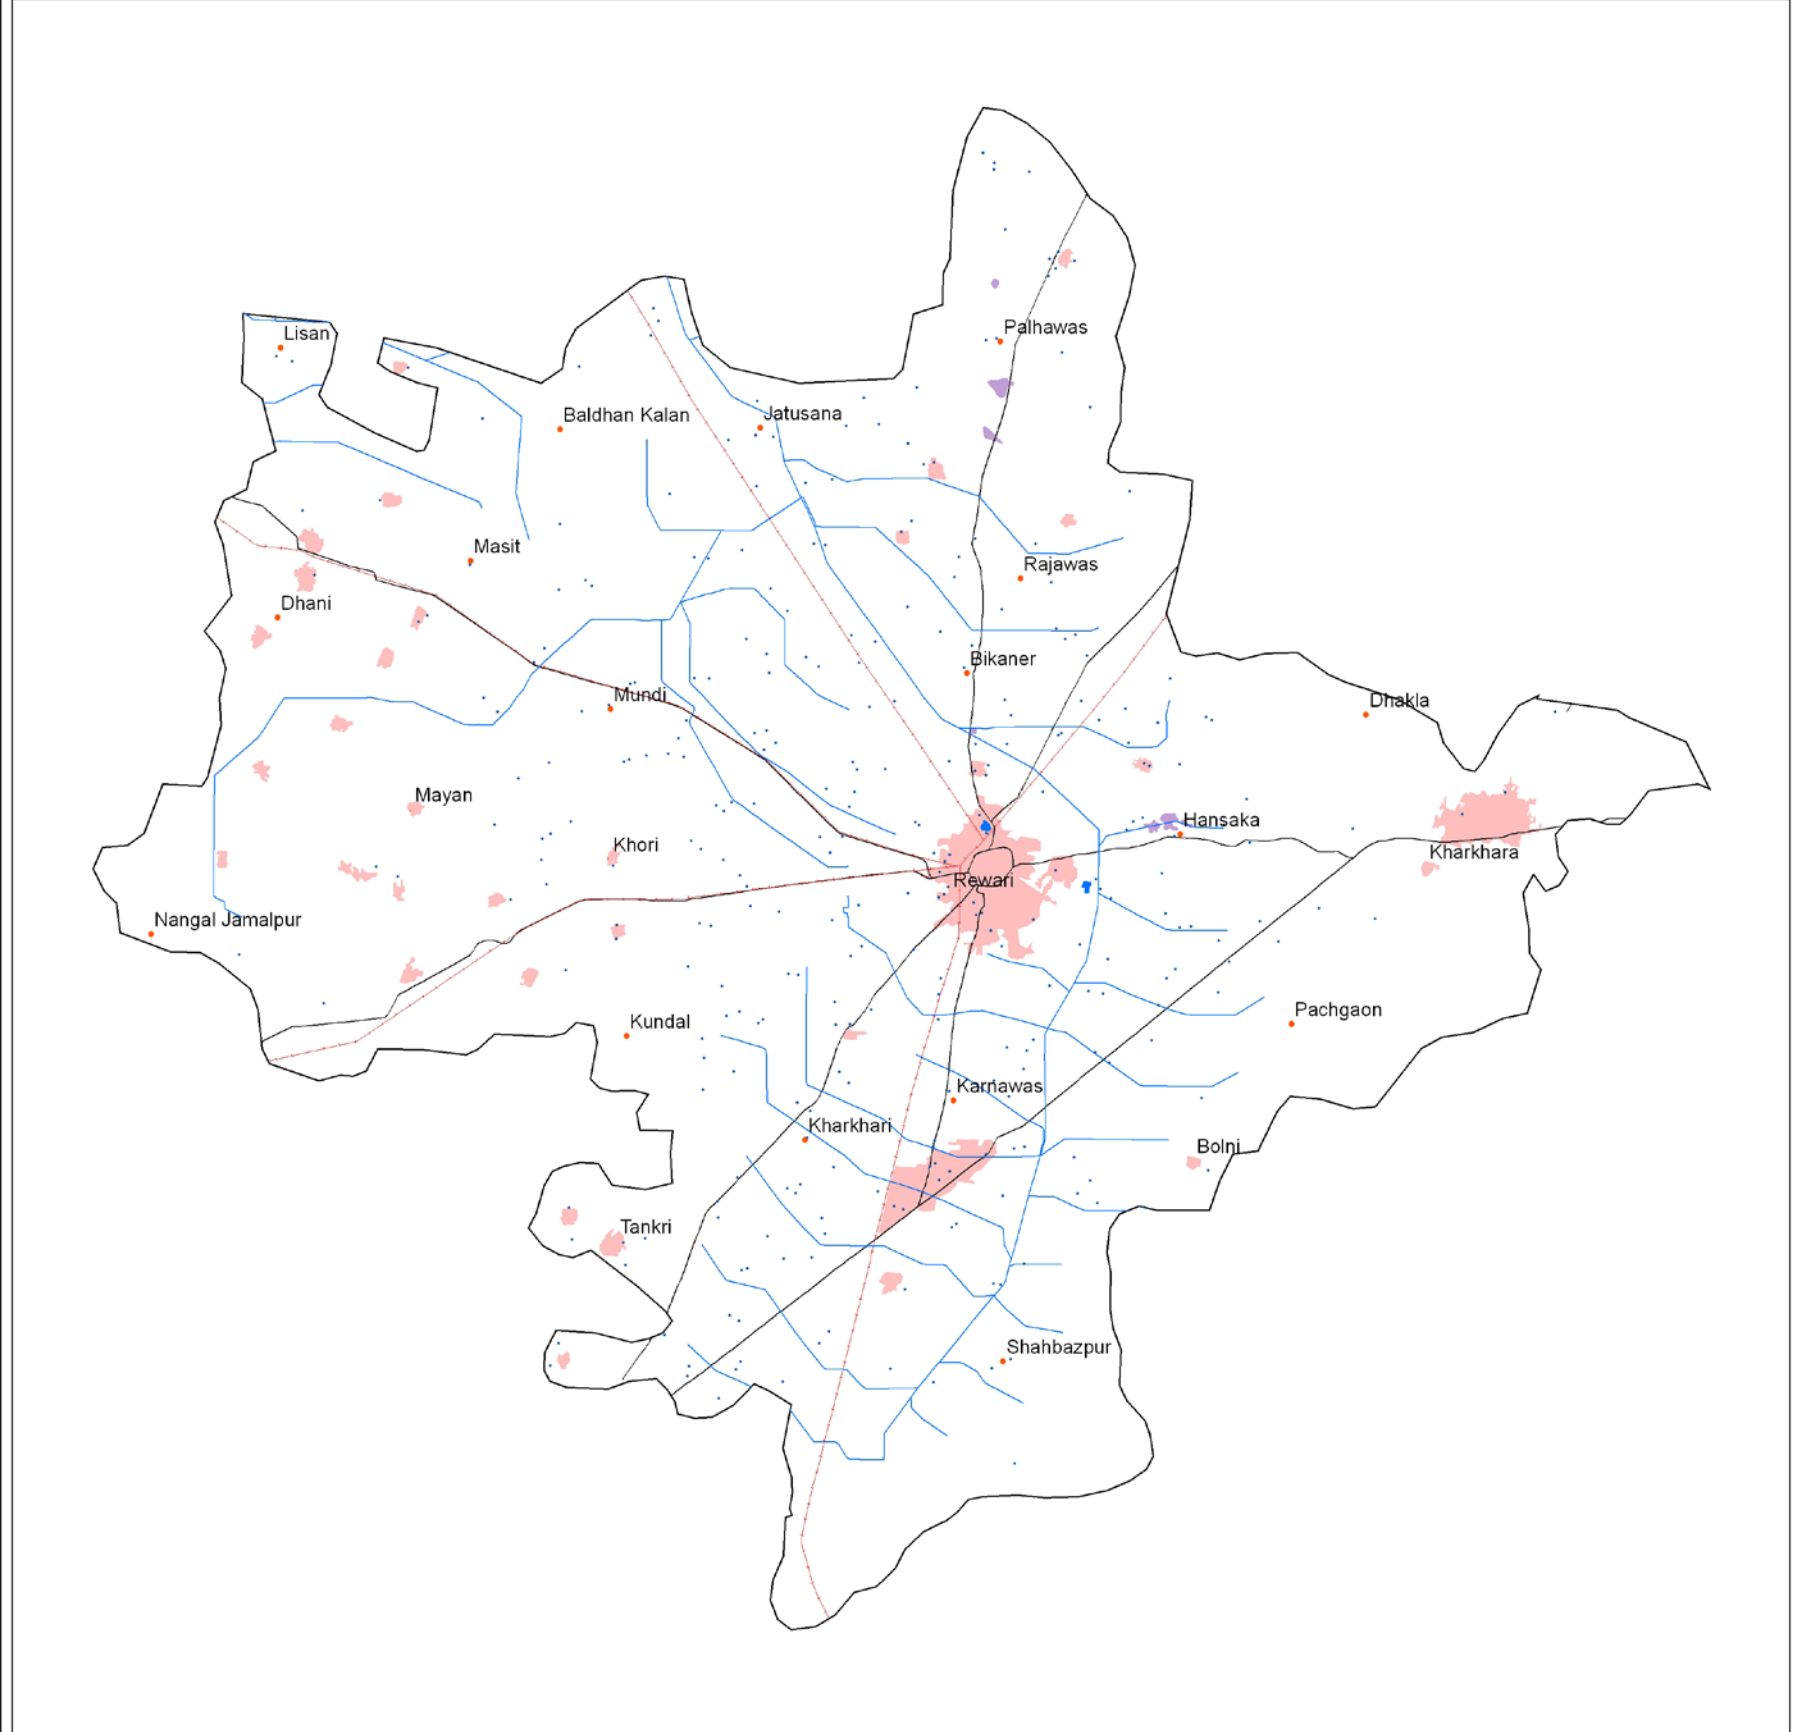 Palhawas
Lisan
Baldhan Kalan
Jatusana
Masit
Rajawas
Dhani
Bikaner
Mundi
Dhakla
Mayan
Hansaka
Khori
Kharkhara
Rewari
Nangal Jamalpur
Pachgaon
Kundal
Karnawas
Kharkhari
Bolni
Tankri
Shahbazpur